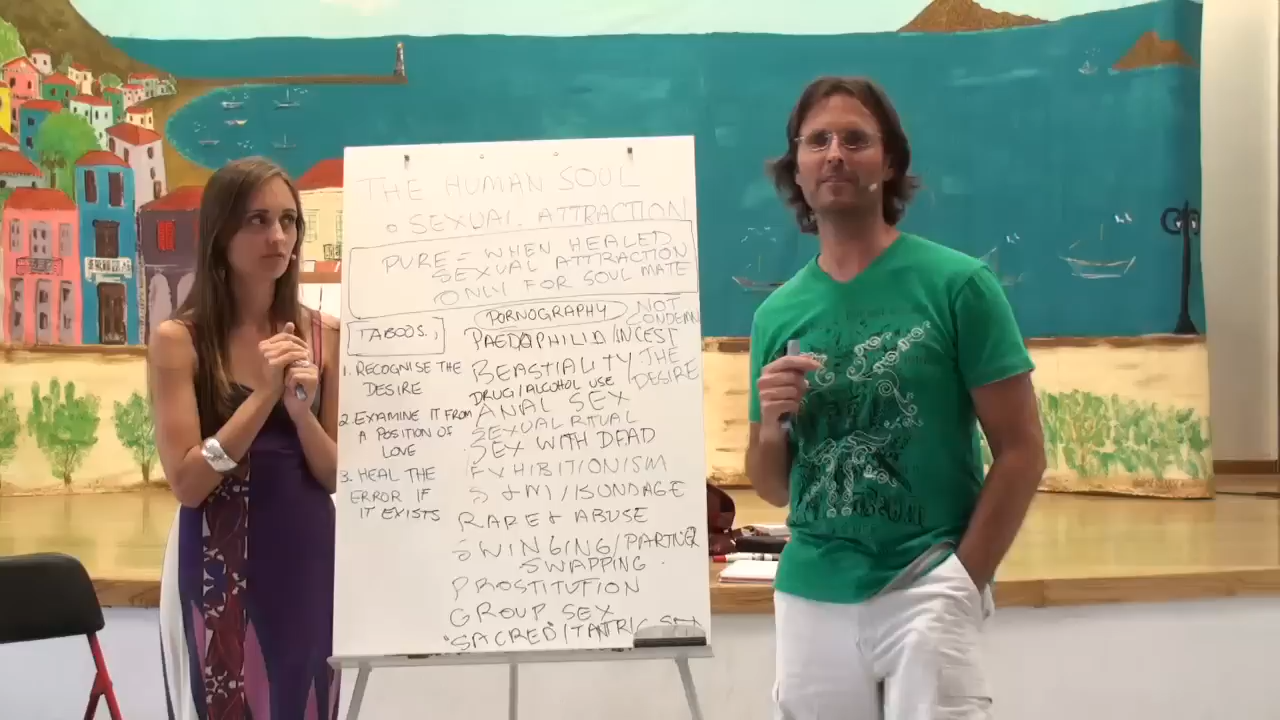 THE HUMAN SOUL
o SEXUAL ATTRACTION
PURE = WHEN HEALED
SEXUAL ATTRACTION
ONLY FOR SOUL MATE
TABOOS.
1. RECOGNISE THE
DESIRE
2. EXAMINE IT FROM
A POSITION OF
LOVE
3. HEAL THE
ERROR IF
IT EXISTS
PORNOGRAPHY
PAEDOPHILID/INCEST
BEASTIALITY
DRUG/ALCOHOL USE
ANAL SEX
SEXUAL RITUAL
SEX WITH DEAD
EXHIBITIONISM
S & M / BONDAGE
RAPE & ABUSE
SWINGING/PARTNER
SWAPPING.
PROSTITUTION
GROUP SEX
"SACRED"/TANTRIC
NOT
CONDEMN
THE
DESIRE